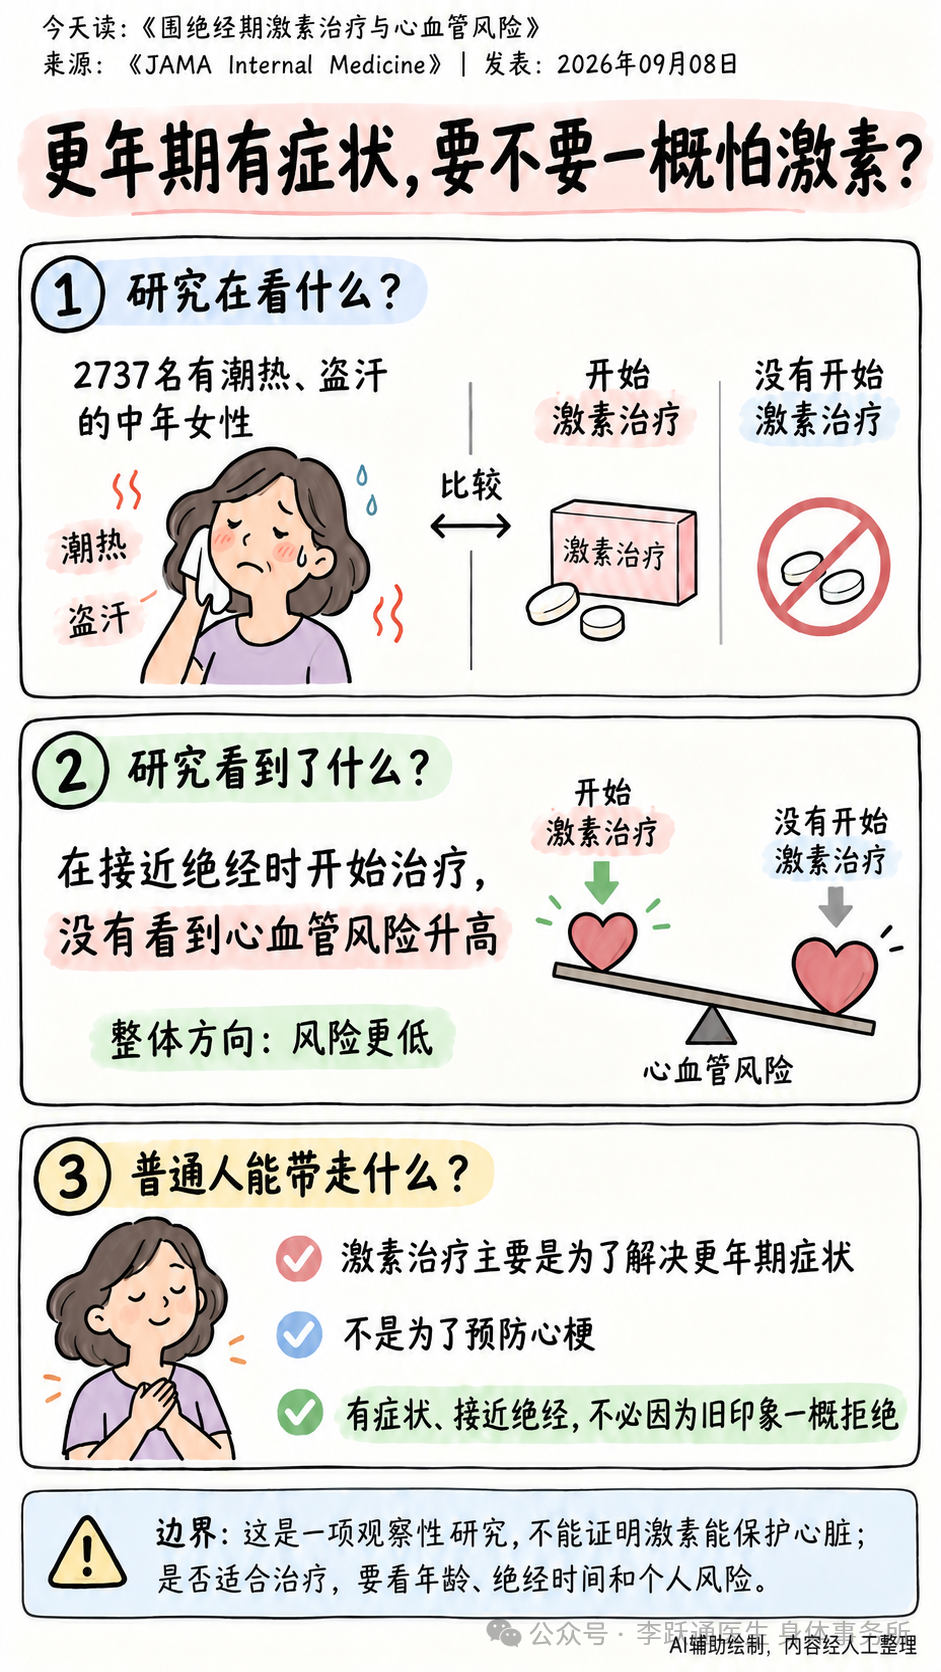 今天读：《围绝经期激素治疗与心血管风险》
来源：《JAMA Internal Medicine》 | 发表：2026年09月08日
更年期有症状，要不要一概怕激素？
1 研究在看什么？
2737名有潮热、盗汗
的中年女性
潮热
盗汗
比较
开始
激素治疗
激素治疗
没有开始
激素治疗
2 研究看到了什么？
在接近绝经时开始治疗，
没有看到心血管风险升高
整体方向：风险更低
开始
激素治疗
没有开始
激素治疗
心血管风险
3 普通人能带走什么？
激素治疗主要是为了解决更年期症状
不是为了预防心梗
有症状、接近绝经，不必因为旧印象一概拒绝
边界：这是一项观察性研究，不能证明激素能保护心脏；
是否适合治疗，要看年龄、绝经时间和个人风险。
公众号 · 李跃通医生 身体事务所
AI辅助绘制，内容经人工整理